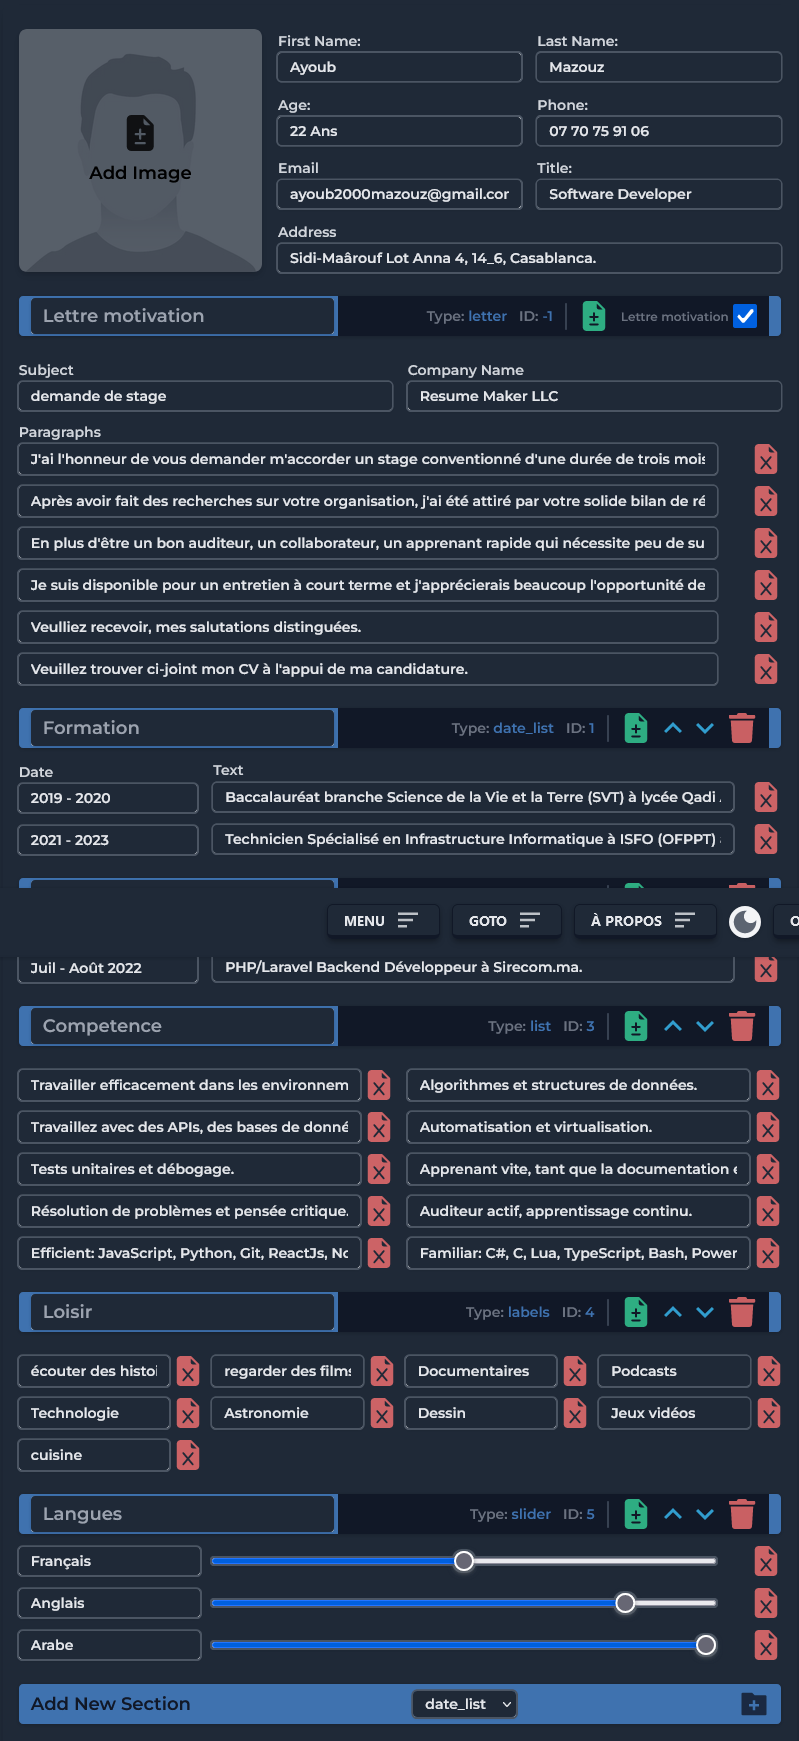 First Name: Last Name:
Ayoub Mazouz
Age: Phone:
22 Ans 07 70 75 91 06
Add Image
Email Title:
ayoub2000mazouz@gmail.cor Software Developer
Address
Sidi-Maârouf Lot Anna 4, 14_6, Casablanca.
Lettre motivation Type: letter ID: -1 Lettre motivation
Subject Company Name
demande de stage Resume Maker LLC
Paragraphs
J'ai l'honneur de vous demander m'accorder un stage conventionné d'une durée de trois mois
Après avoir fait des recherches sur votre organisation, j'ai été attiré par votre solide bilan de ré
En plus d'être un bon auditeur, un collaborateur, un apprenant rapide qui nécessite peu de su
Je suis disponible pour un entretien à court terme et j'apprécierais beaucoup l'opportunité de
Veulliez recevoir, mes salutations distinguées.
Veuillez trouver ci-joint mon CV à l'appui de ma candidature.
Formation Type: date_list ID: 1
Date Text
2019 - 2020 Baccalauréat branche Science de la Vie et la Terre (SVT) à lycée Qadi
2021 - 2023 Technicien Spécialisé en Infrastructure Informatique à ISFO (OFPPT)
MENU GOTO À PROPOS O
Juil - Août 2022 PHP/Laravel Backend Développeur à Sirecom.ma.
Competence Type: list ID: 3
Travailler efficacement dans les environnem Algorithmes et structures de données.
Travaillez avec des APIs, des bases de donné Automatisation et virtualisation.
Tests unitaires et débogage. Apprenant vite, tant que la documentation e
Résolution de problèmes et pensée critique. Auditeur actif, apprentissage continu.
Efficient: JavaScript, Python, Git, ReactJs, No Familiar: C#, C, Lua, TypeScript, Bash, Power
Loisir Type: labels ID: 4
écouter des histoi regarder des films Documentaires Podcasts
Technologie Astronomie Dessin Jeux vidéos
cuisine
Langues Type: slider ID: 5
Français
Anglais
Arabe
Add New Section date_list